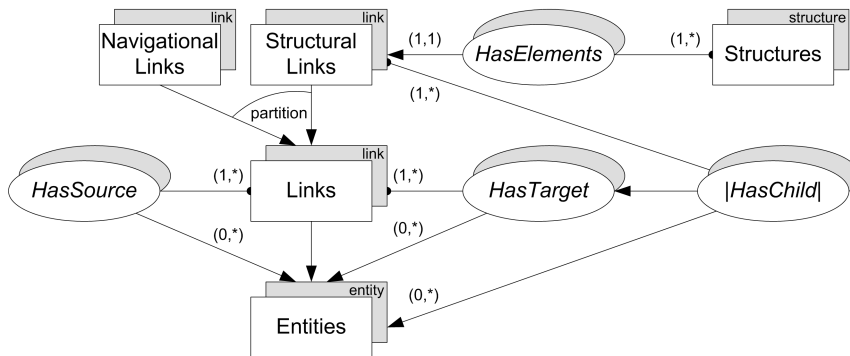 link
link
structure
Navigational
Links
Structural
Links
(1,1)
HasElements
(1,*)
Structures
(1,*)
partition
link
HasSource
(1,*)
Links
(1,*)
HasTarget
|HasChild|
(0,*)
(0,*)
entity
(0,*)
Entities